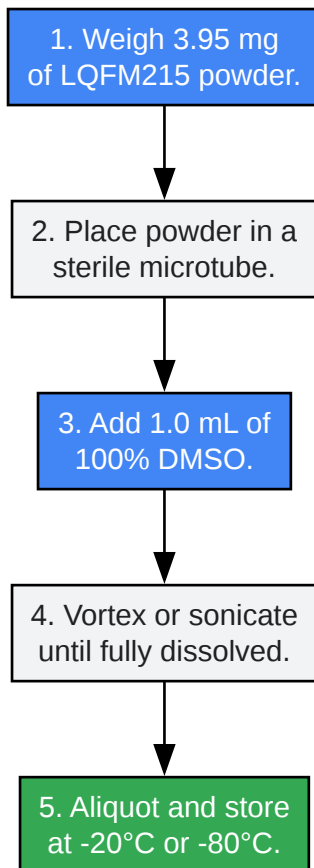 1. Weigh 3.95 mg
of LQFM215 powder.
2. Place powder in a
sterile microtube.
3. Add 1.0 mL of
100% DMSO.
4. Vortex or sonicate
until fully dissolved.
5. Aliquot and store
at -20°C or -80°C.